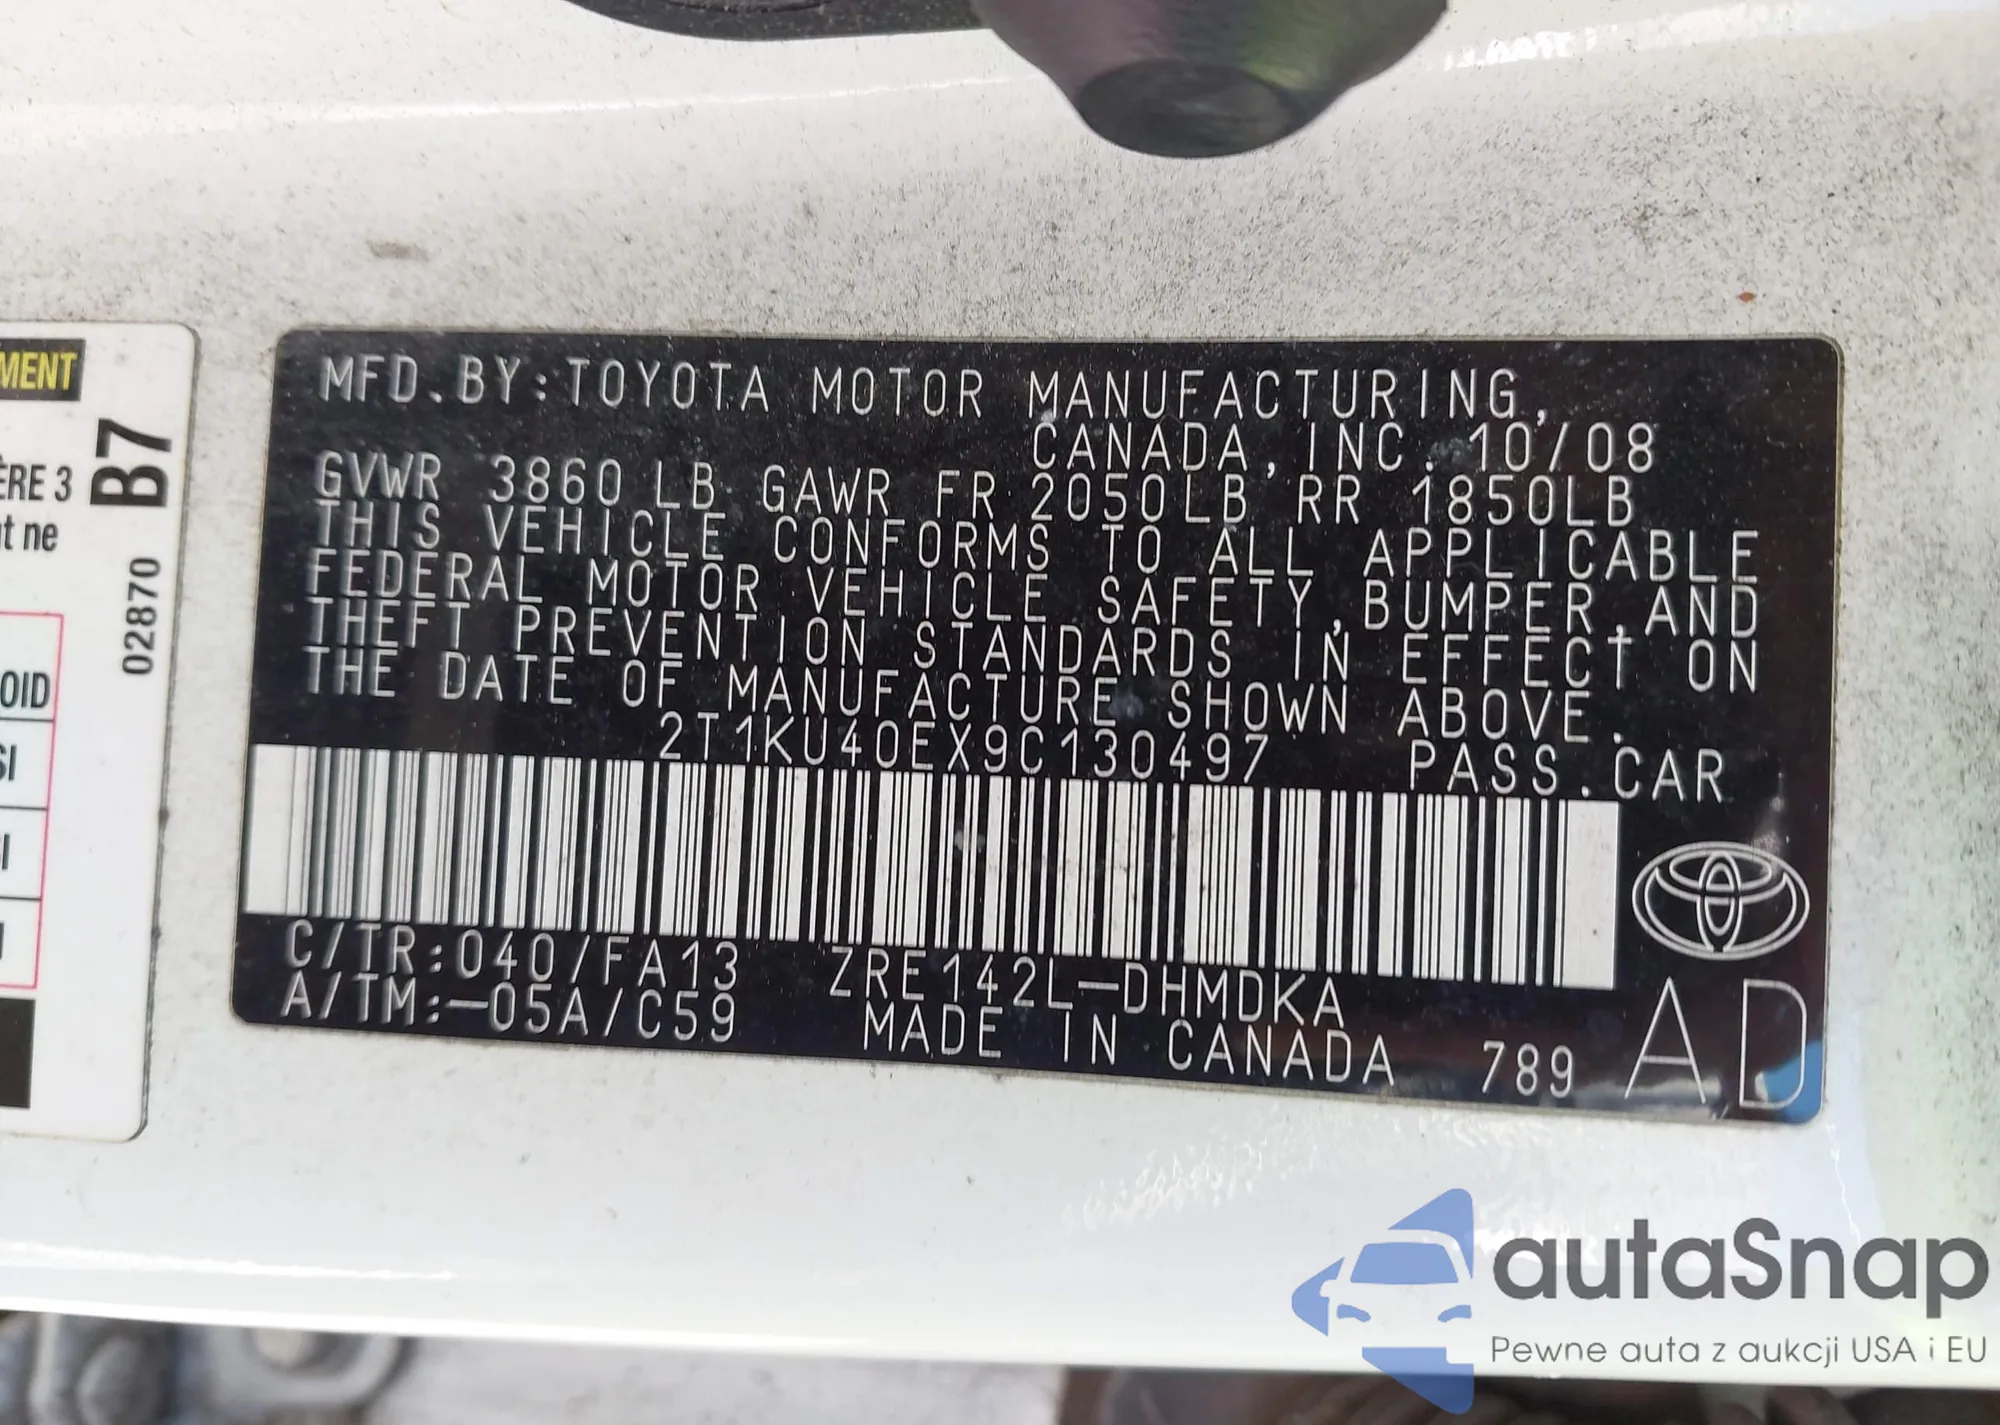 MENT
B7
ÈRE 3
t ne
02870
OID
SI
MFD.BY:TOYOTA MOTOR MANUFACTURING,
CANADA,INC. 10/08
GVWR 3860 LB GAWR FR 2050LB RR 1850LB
THIS VEHICLE CONFORMS TO ALL APPLICABLE
FEDERAL MOTOR VEHICLE SAFETY,BUMPER,AND
THEFT PREVENTION STANDARDS IN EFFECT ON
THE DATE OF MANUFACTURE SHOWN ABOVE.
2T1KU40EX9C130497 PASS.CAR
C/TR:040/FA13 ZRE142L-DHMDKA
A/TM:-05A/C59 MADE IN CANADA 789 AD
autaSnap
Pewne auta z aukcji USA i EU